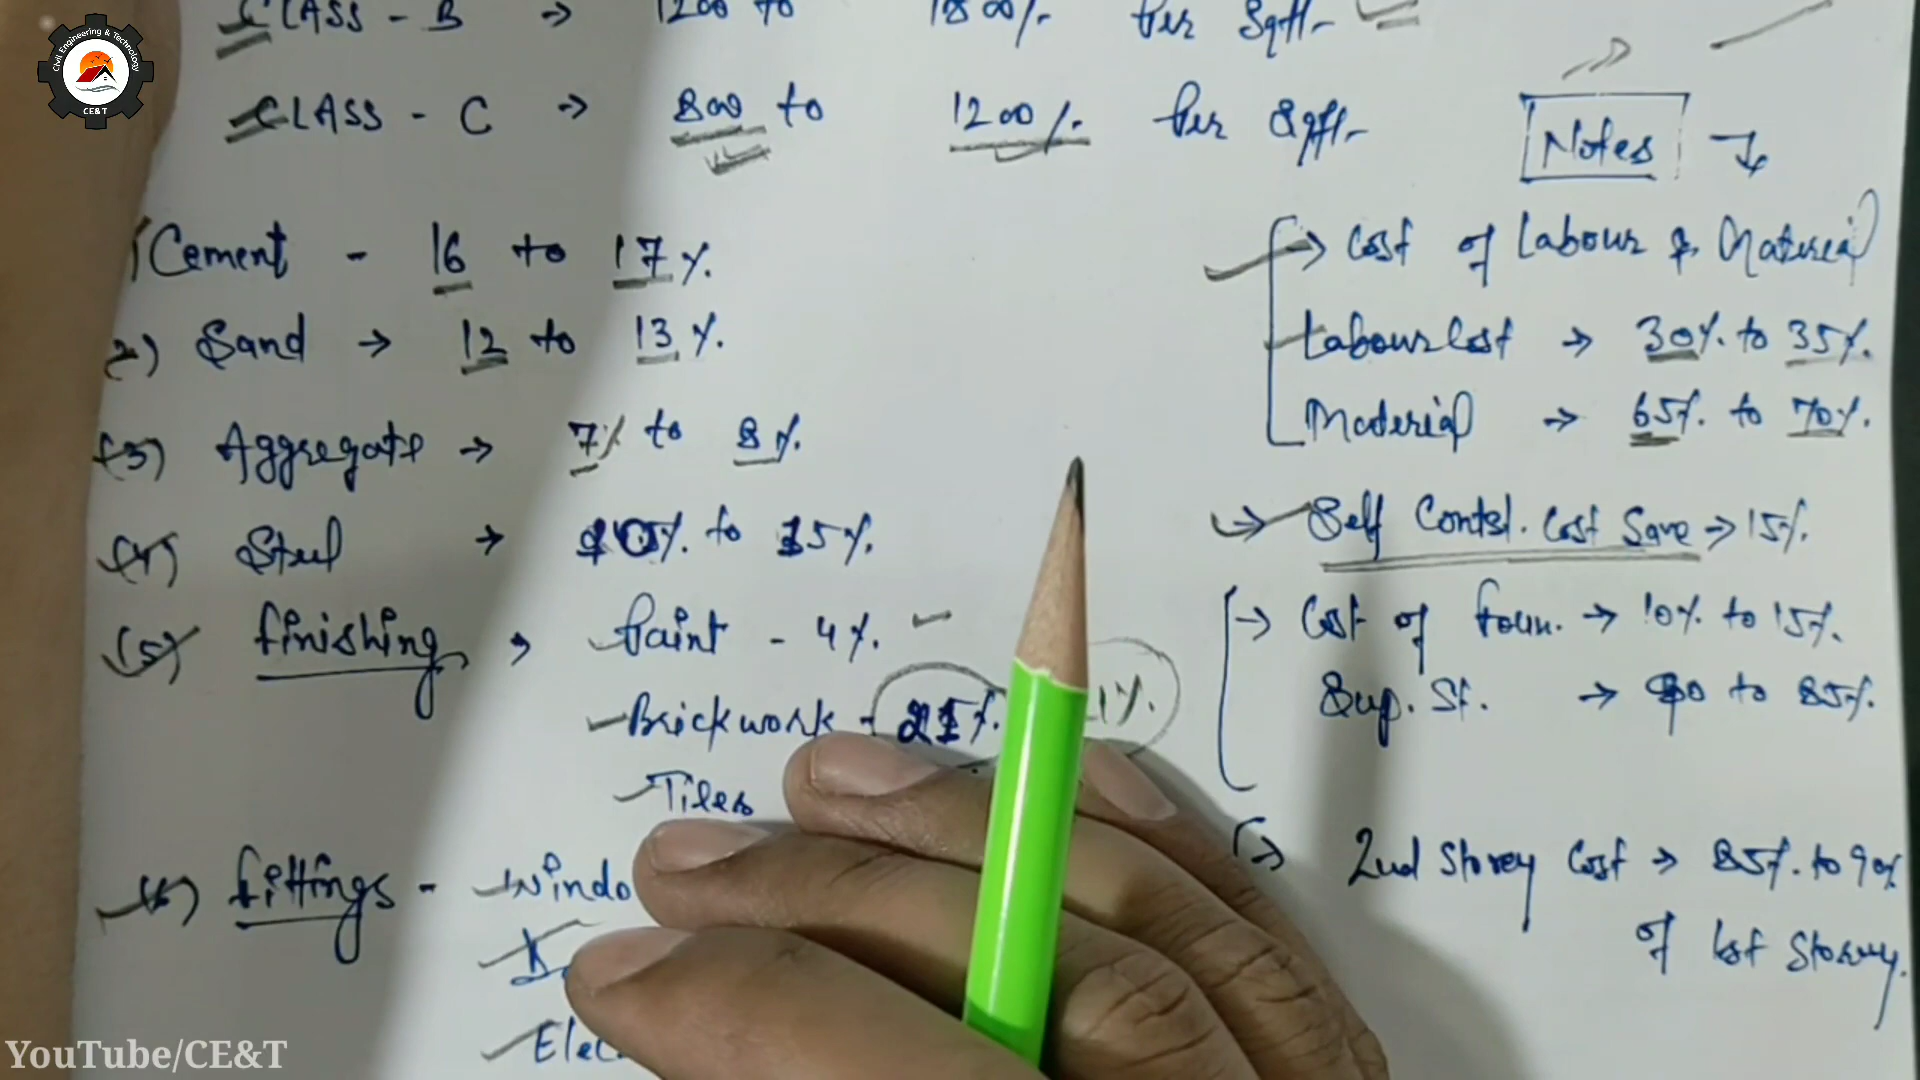 Civil Engineering & Technology
CE&T
CLASS - B → 1200 to 1800/- Per Sqft-
CLASS - C → 800 to 1200/- Per Sqft-
Cement - 16 to 17%.
2) Sand → 12 to 13%.
(3) Aggregate → 7% to 8%.
(4) Steel → to 15%.
(5) finishing → Paint - 4%.
Brickwork - 21%. 1%.
Tiles
(6) fittings - Windo
D
Elec
Notes
→ Cost of Labour & Material
Labour Cost → 30%. to 35%.
Material → 65%. to 70%.
→ Self Const. Cost Save → 15%.
→ Cost of Foun. → 10%. to 15%.
Sup. St. → to 85%.
→ 2nd Storey Cost → 85%. to 90%
of 1st Storey.
YouTube/CE&T